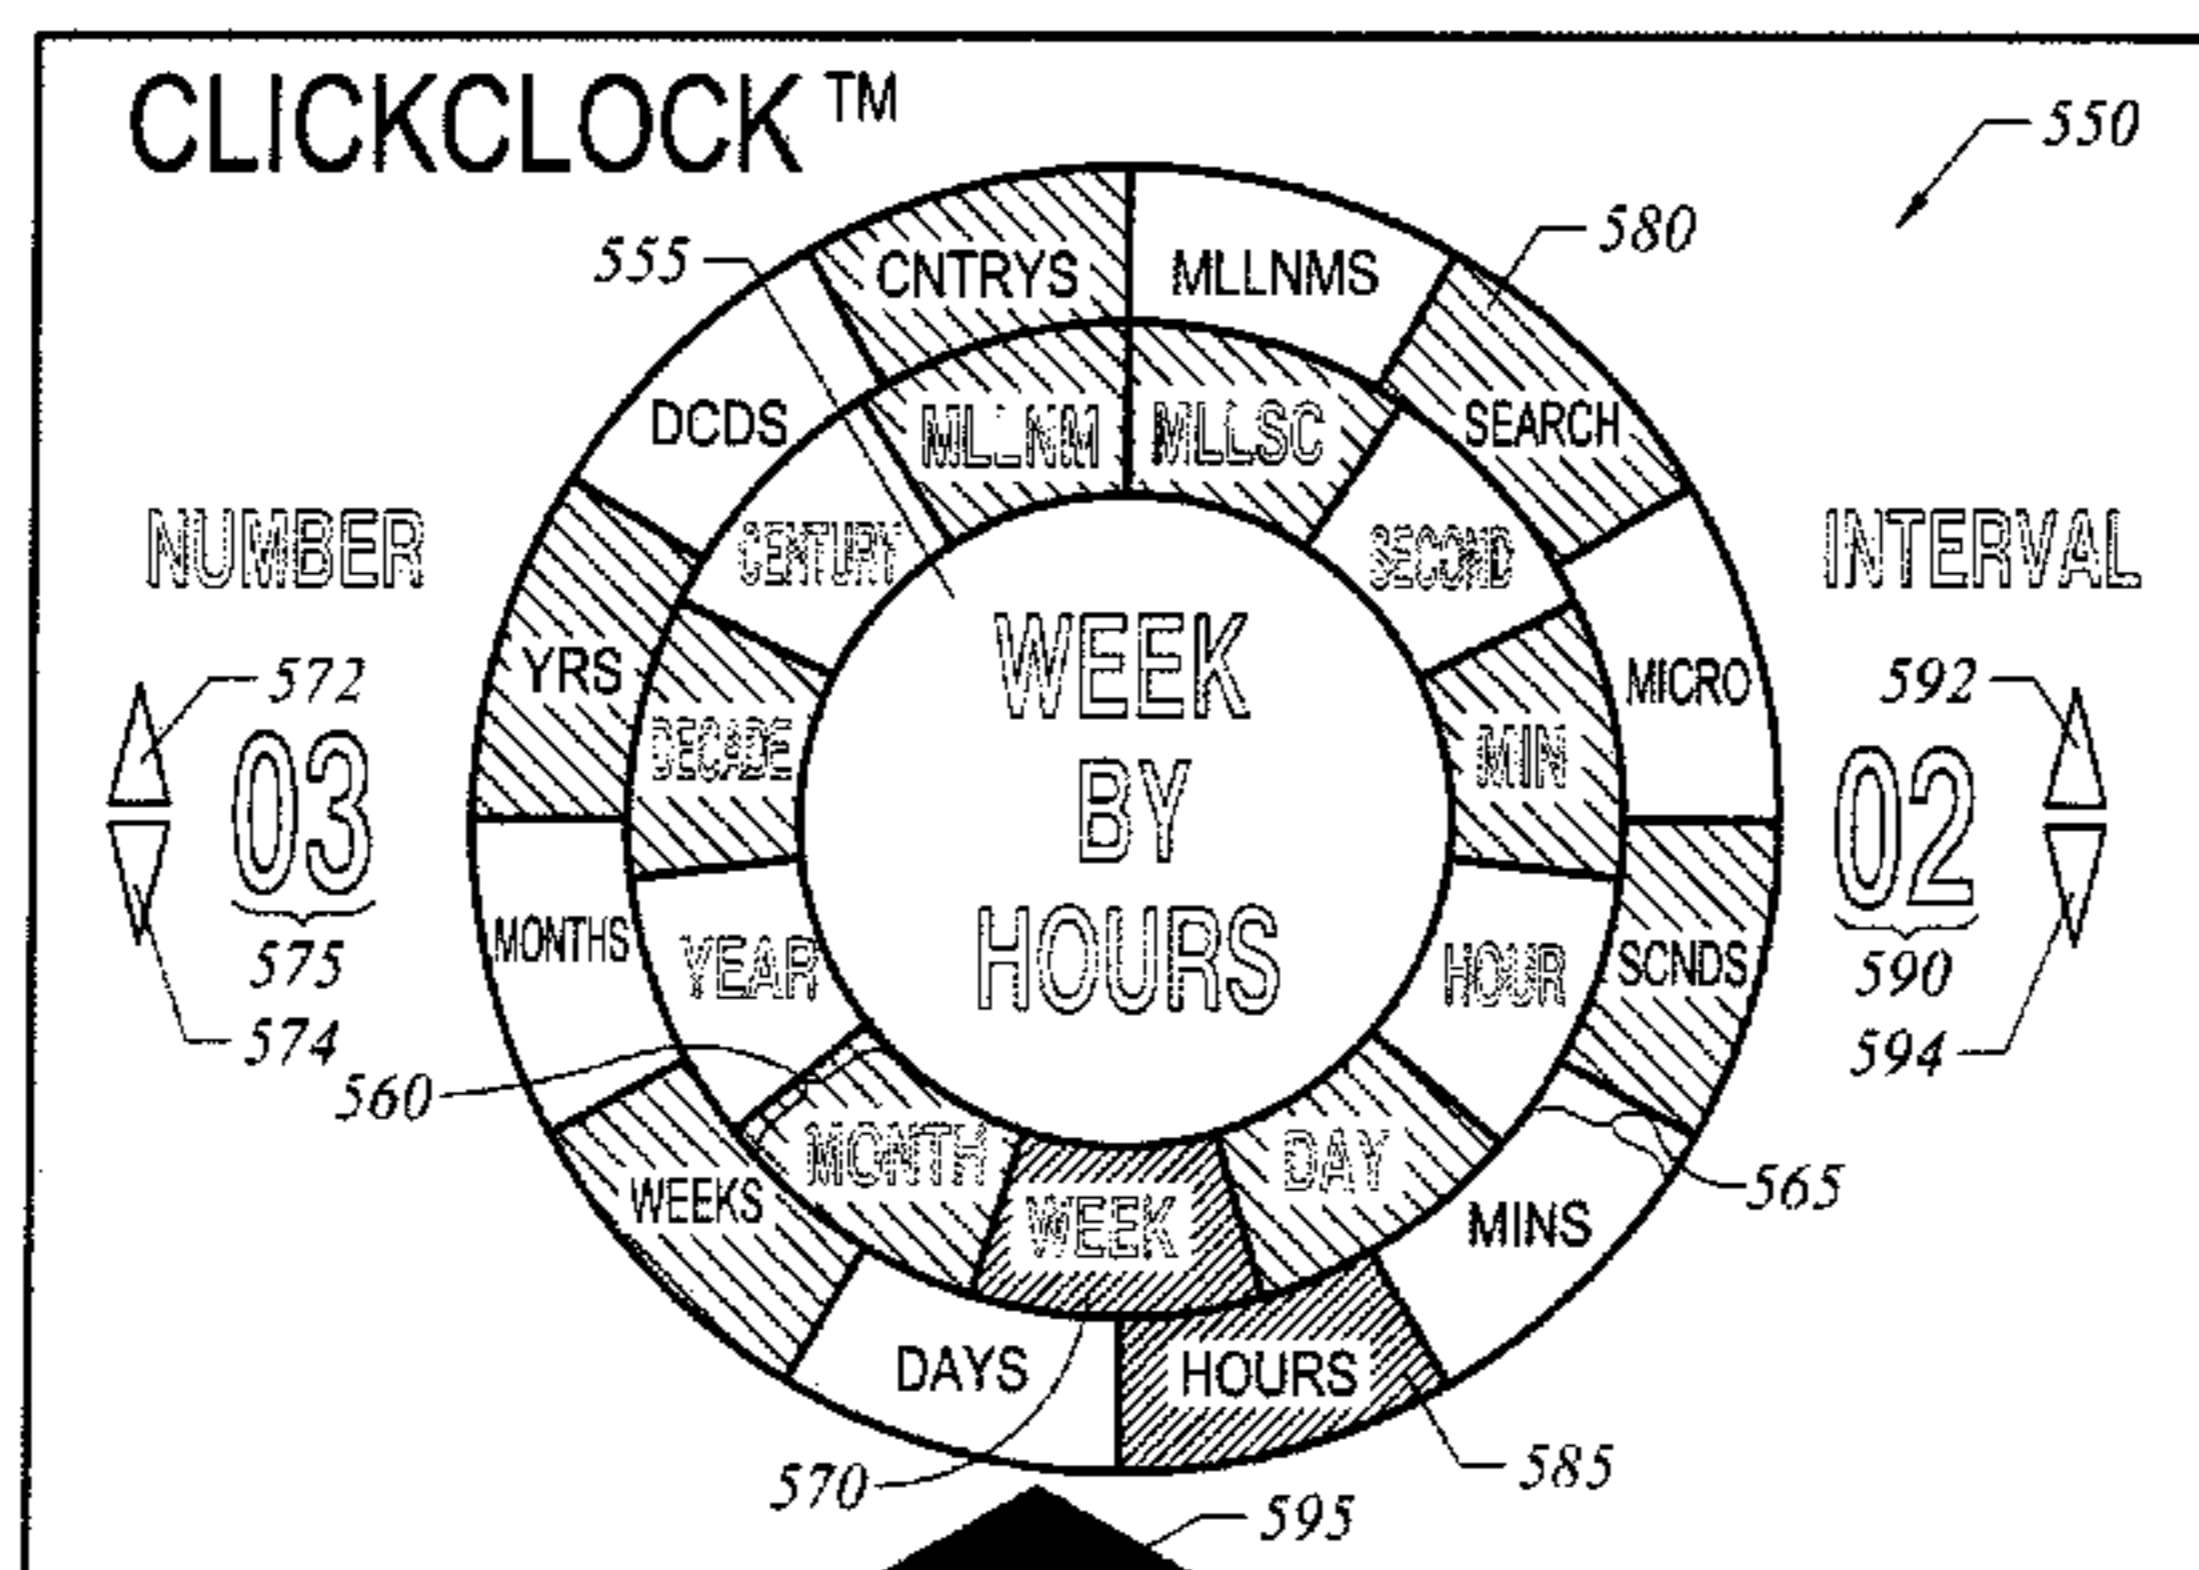 CLICKCLOCK™
550
580
555
CNTRYS
MLLNMS
DCDS
MLLNM
MLLSC
SEARCH
NUMBER
CENTURY
SECOND
INTERVAL
WEEK
BY
HOURS
572
YRS
DECADE
MIN
MICRO
592
03
02
575
MONTHS
YEAR
HOUR
SCNDS
590
574
594
560
MONTH
DAY
565
WEEKS
WEEK
MINS
DAYS
HOURS
570
585
595